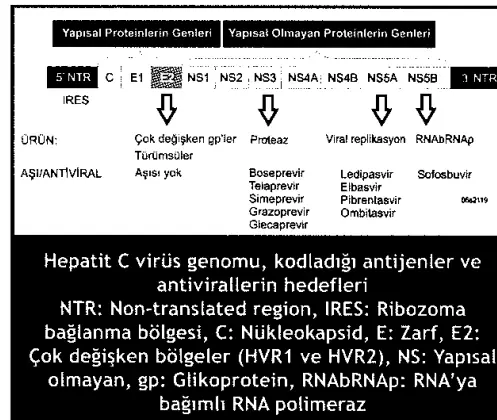 Yapısal Proteinlerin Genleri Yapısal Olmayan Proteinlerin Genleri
5' NTR C E1 E2 NS1 NS2 NS3 NS4A NS4B NS5A NS5B 3' NTR
IRES
ÜRÜN: Çok değişken gp'ler Proteaz Viral replikasyon RNAbRNAp
Türümsüler
AŞI/ANTİVİRAL Aşısı yok Boseprevir Ledipasvir Sofosbuvir
Telaprevir Elbasvir
Simeprevir Pibrentasvir
Grazoprevir Ombitasvir
Glecaprevir
Hepatit C virüs genomu, kodladığı antijenler ve
antivirallerin hedefleri
NTR: Non-translated region, IRES: Ribozoma
bağlanma bölgesi, C: Nükleokapsid, E: Zarf, E2:
Çok değişken bölgeler (HVR1 ve HVR2), NS: Yapısal
olmayan, gp: Glikoprotein, RNAbRNAp: RNA'ya
bağımlı RNA polimeraz